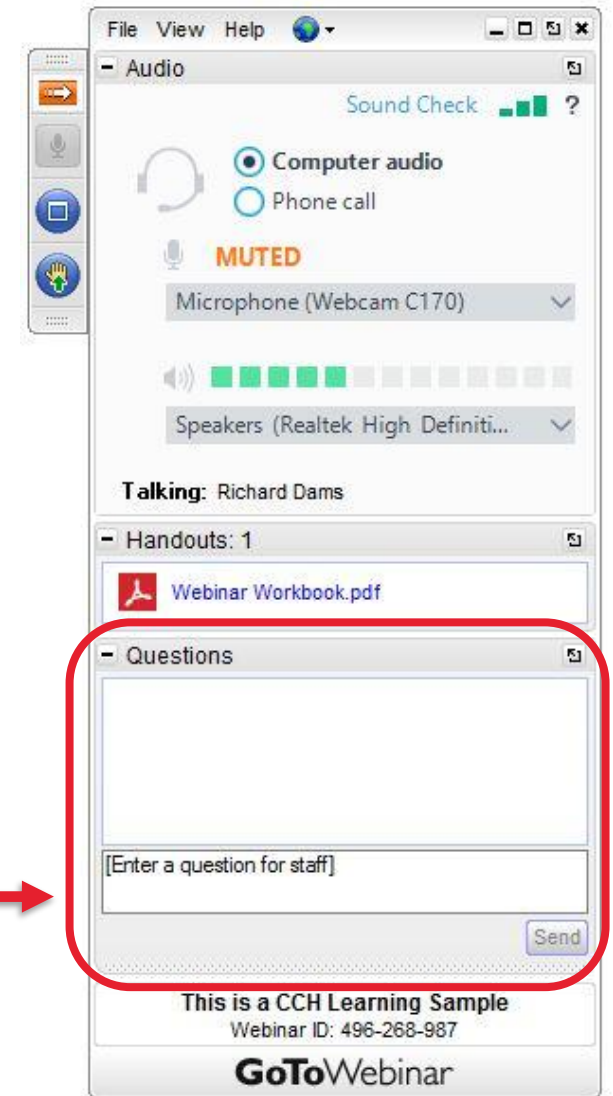 File View Help
Audio
Sound Check ?
Computer audio
Phone call
MUTED
Microphone (Webcam C170)
Speakers (Realtek High Definiti...
Talking: Richard Dams
Handouts: 1
Webinar Workbook.pdf
Questions
[Enter a question for staff]
Send
This is a CCH Learning Sample
Webinar ID: 496-268-987
GoToWebinar